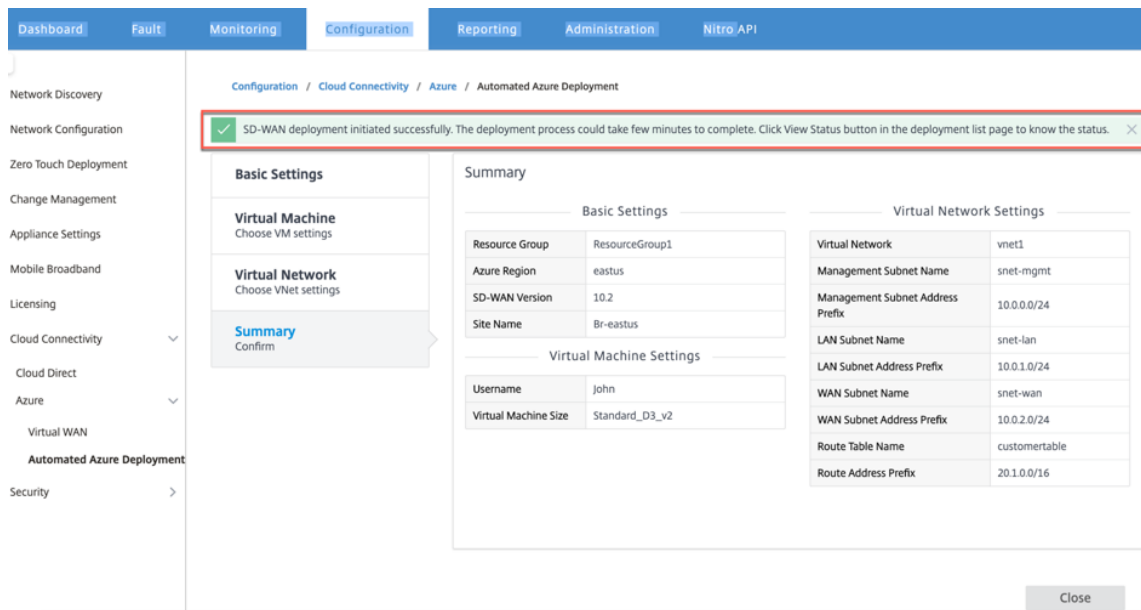 Dashboard Fault Monitoring Configuration Reporting Administration Nitro API
Network Discovery
Network Configuration
Zero Touch Deployment
Change Management
Appliance Settings
Mobile Broadband
Licensing
Cloud Connectivity
Cloud Direct
Azure
Virtual WAN
Automated Azure Deployment
Security
Configuration / Cloud Connectivity / Azure / Automated Azure Deployment
SD-WAN deployment initiated successfully. The deployment process could take few minutes to complete. Click View Status button in the deployment list page to know the status.
Basic Settings
Virtual Machine
Choose VM settings
Virtual Network
Choose VNet settings
Summary
Confirm
Summary
Basic Settings
Resource Group ResourceGroup1
Azure Region eastus
SD-WAN Version 10.2
Site Name Br-eastus
Virtual Machine Settings
Username John
Virtual Machine Size Standard_D3_v2
Virtual Network Settings
Virtual Network vnet1
Management Subnet Name snet-mgmt
Management Subnet Address
Prefix 10.0.0.0/24
LAN Subnet Name snet-lan
LAN Subnet Address Prefix 10.0.1.0/24
WAN Subnet Name snet-wan
WAN Subnet Address Prefix 10.0.2.0/24
Route Table Name customertable
Route Address Prefix 20.1.0.0/16
Close